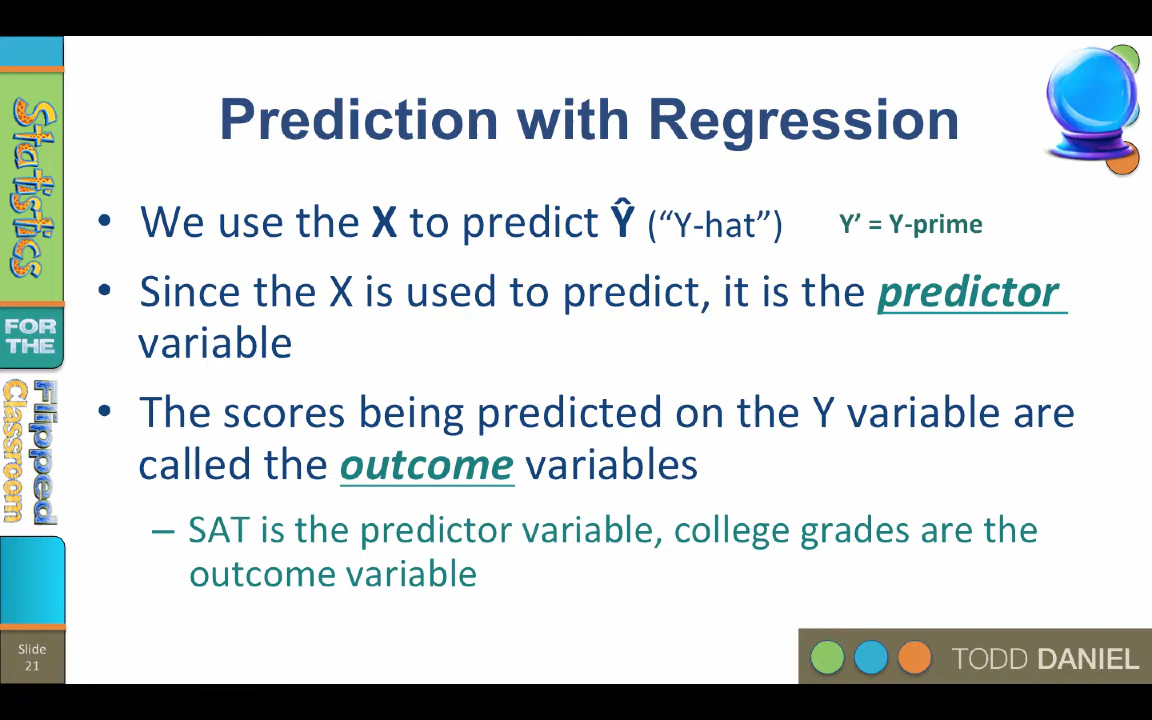 Prediction with Regression
• We use the X to predict Ŷ (“Y-hat”) Y’ = Y-prime
• Since the X is used to predict, it is the predictor
variable
• The scores being predicted on the Y variable are
called the outcome variables
– SAT is the predictor variable, college grades are the
outcome variable
Statistics
FOR THE
Flipped
Classroom
Slide
21
TODD DANIEL